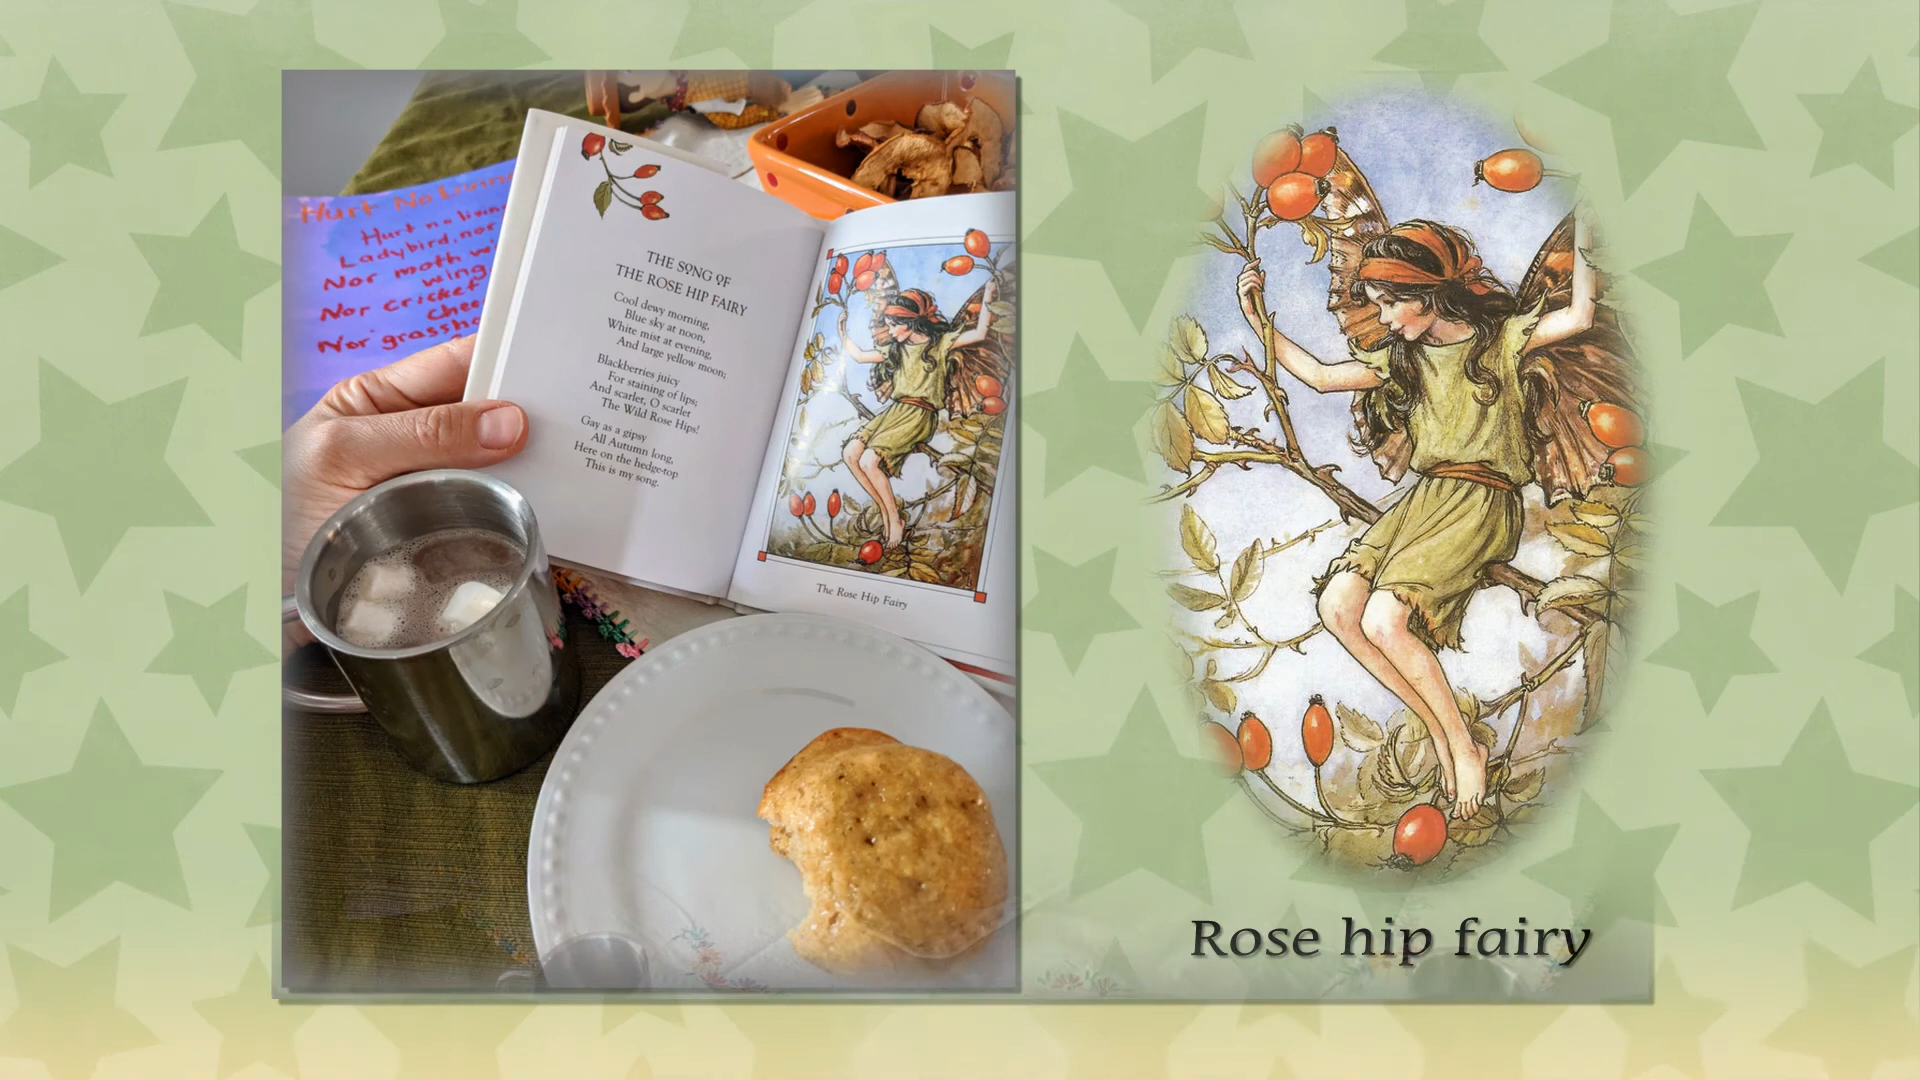 Hurt No Living
Hurt no living
Ladybird, nor
Nor moth wi
wing
Nor cricket
Chee
Nor grassho
THE SONG OF
THE ROSE HIP FAIRY
Cool dewy morning,
Blue sky at noon,
White mist at evening,
And large yellow moon;
Blackberries juicy
For staining of lips;
And scarlet, O scarlet
The Wild Rose Hips!
Gay as a gipsy
All Autumn long,
Here on the hedge-top
This is my song.
The Rose Hip Fairy
Rose hip fairy